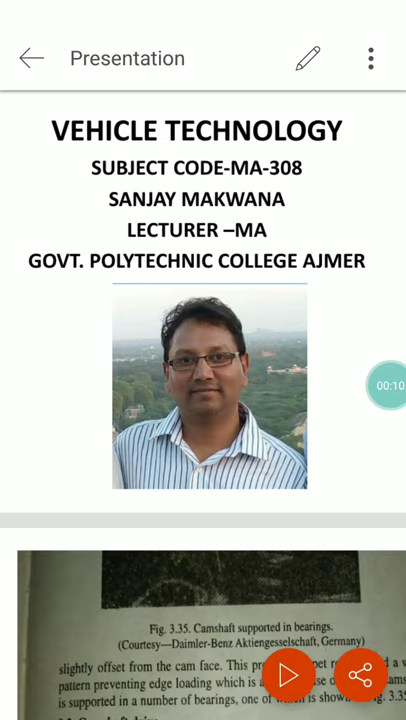 Presentation
VEHICLE TECHNOLOGY
SUBJECT CODE-MA-308
SANJAY MAKWANA
LECTURER –MA
GOVT. POLYTECHNIC COLLEGE AJMER
00:10
Fig. 3.35. Camshaft supported in bearings.
(Courtesy—Daimler-Benz Aktiengesselschaft, Germany)
slightly offset from the cam face. This
pattern preventing edge loading which is
is supported in a number of bearings, one of